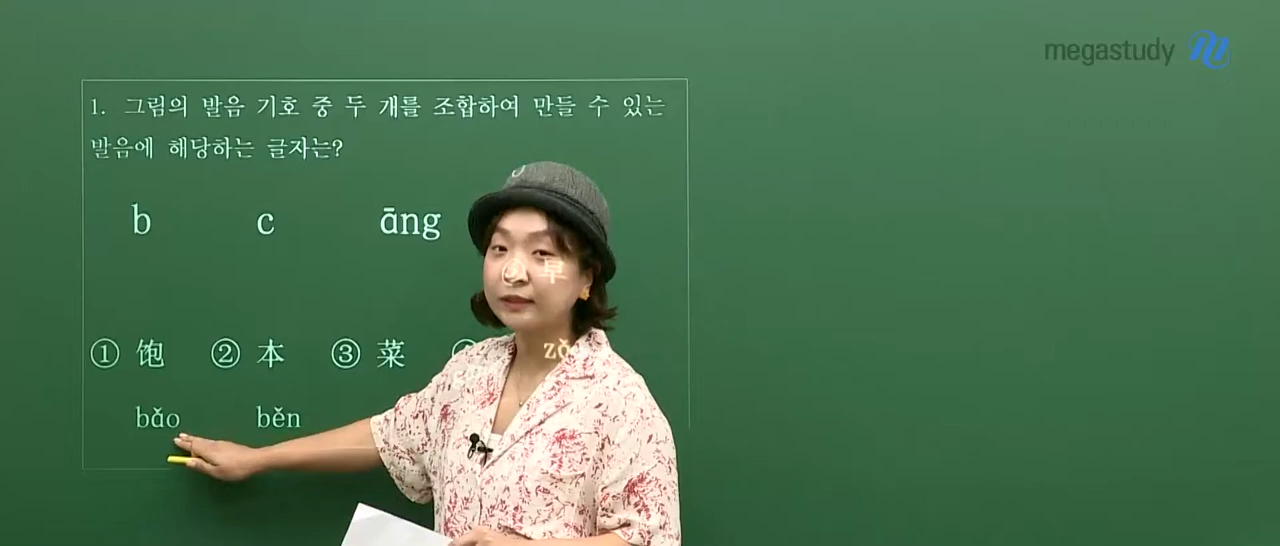 megastudy
1. 그림의 발음 기호 중 두 개를 조합하여 만들 수 있는
발음에 해당하는 글자는?
b c āng
早
① 饱 ② 本 ③ 菜
bǎo běn